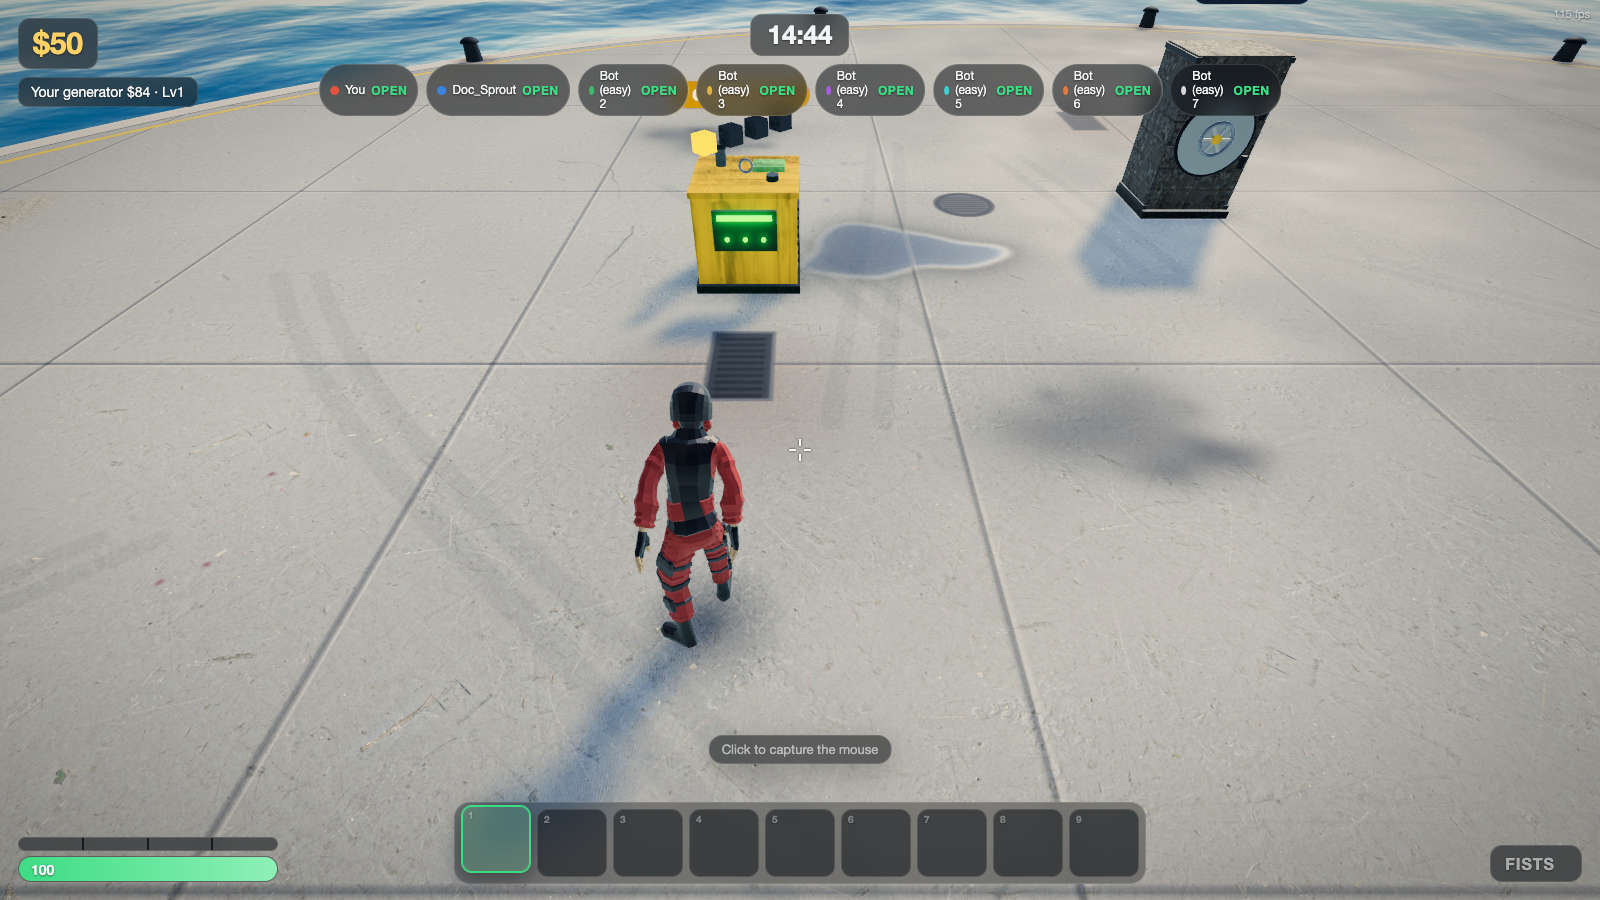 115 fps
$50
14:44
Your generator $84 · Lv1
You OPEN
Doc_Sprout OPEN
Bot (easy) 2 OPEN
Bot (easy) 3 OPEN
Bot (easy) 4 OPEN
Bot (easy) 5 OPEN
Bot (easy) 6 OPEN
Bot (easy) 7 OPEN
Click to capture the mouse
1 2 3 4 5 6 7 8 9
100
FISTS